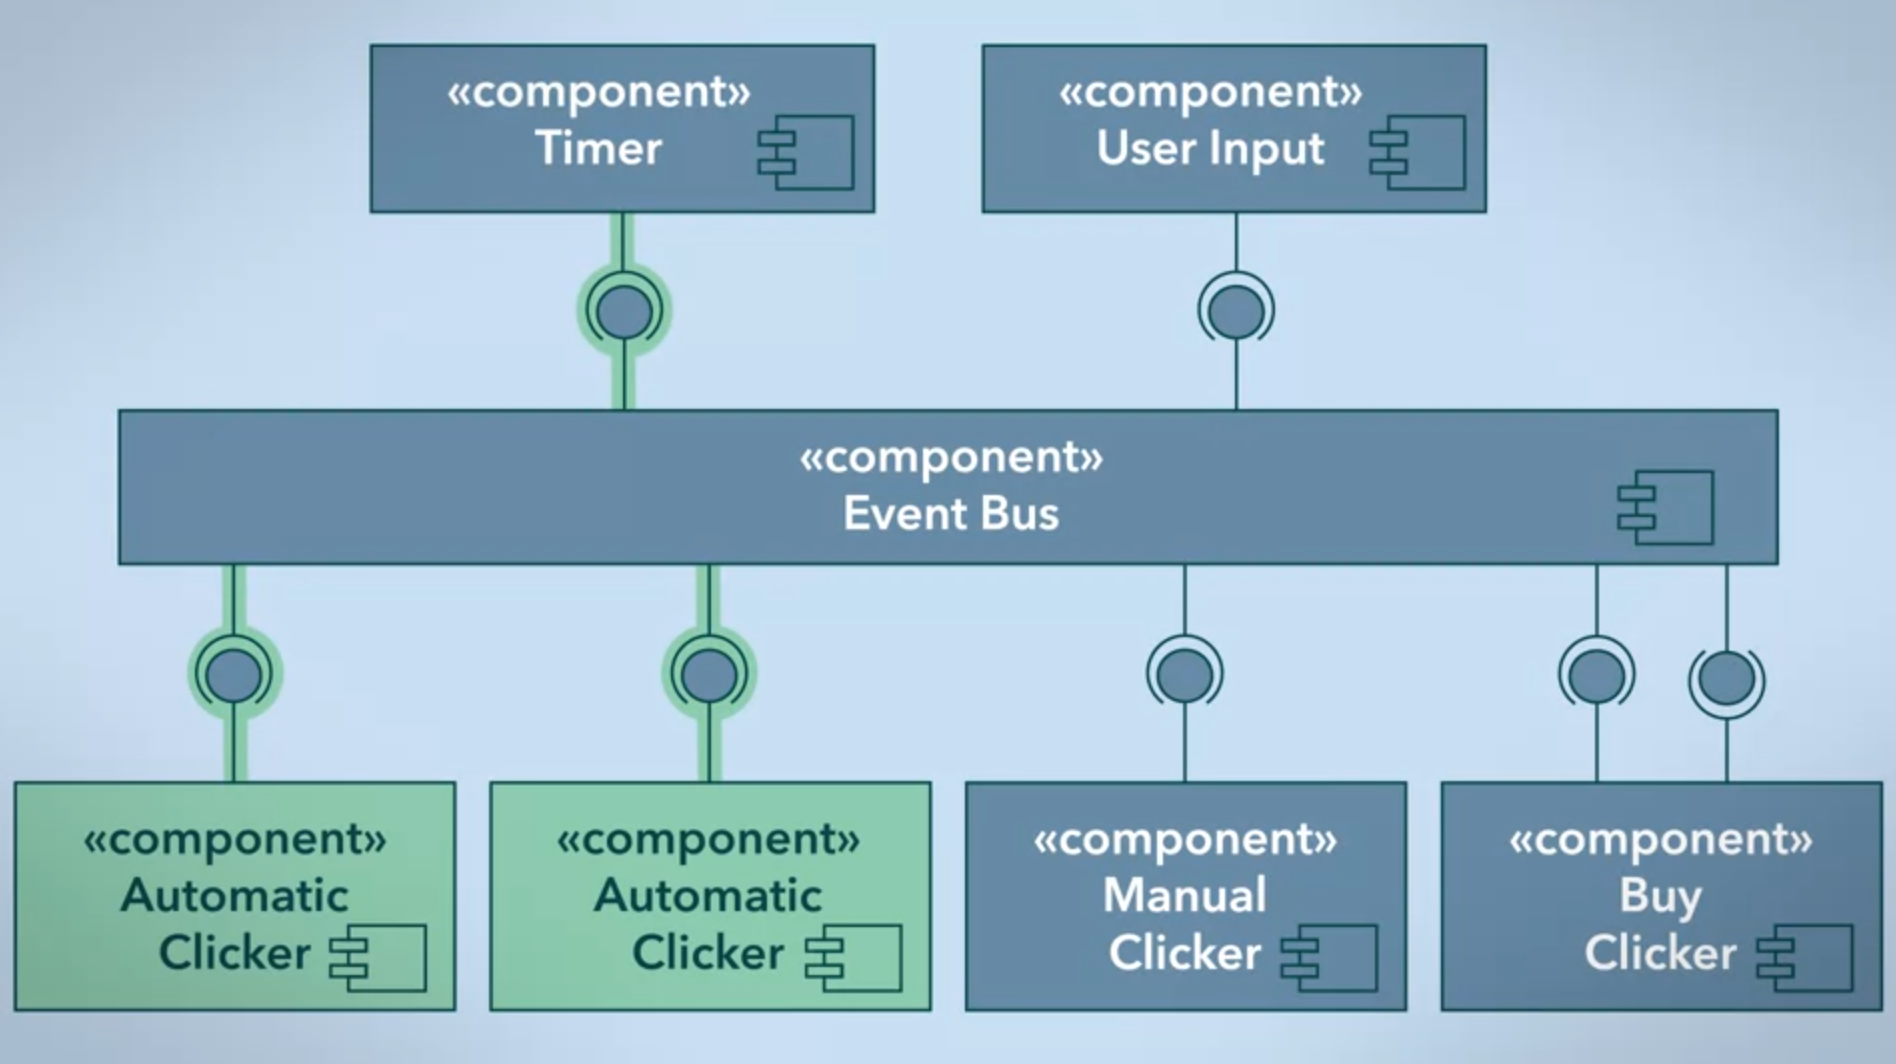 «component»
Timer
«component»
User Input
«component»
Event Bus
«component»
Automatic
Clicker
«component»
Automatic
Clicker
«component»
Manual
Clicker
«component»
Buy
Clicker